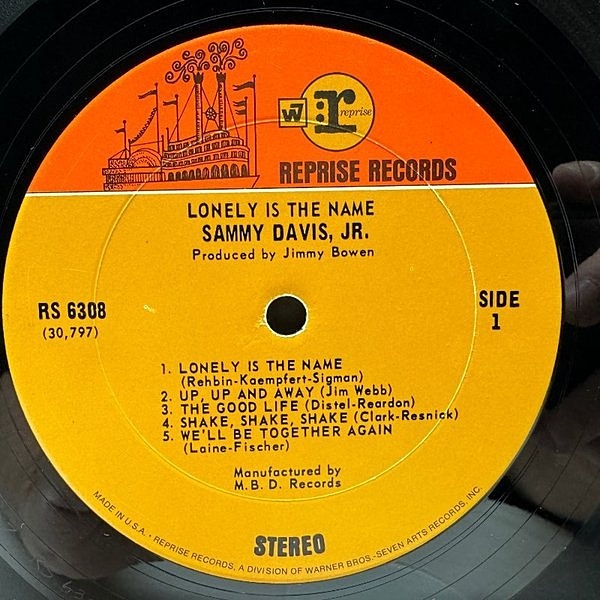 W7
:r
reprise
REPRISE RECORDS
LONELY IS THE NAME
SAMMY DAVIS, JR.
Produced by Jimmy Bowen
RS 6308
(30,797)
SIDE
1
1. LONELY IS THE NAME
(Rehbin-Kaempfert-Sigman)
2. UP, UP AND AWAY (Jim Webb)
3. THE GOOD LIFE (Distel-Reardon)
4. SHAKE, SHAKE, SHAKE (Clark-Resnick)
5. WE'LL BE TOGETHER AGAIN
(Laine-Fischer)
Manufactured by
M.B.D. Records
STEREO
MADE IN U.S.A. • REPRISE RECORDS, A DIVISION OF WARNER BROS.-SEVEN ARTS RECORDS, INC.